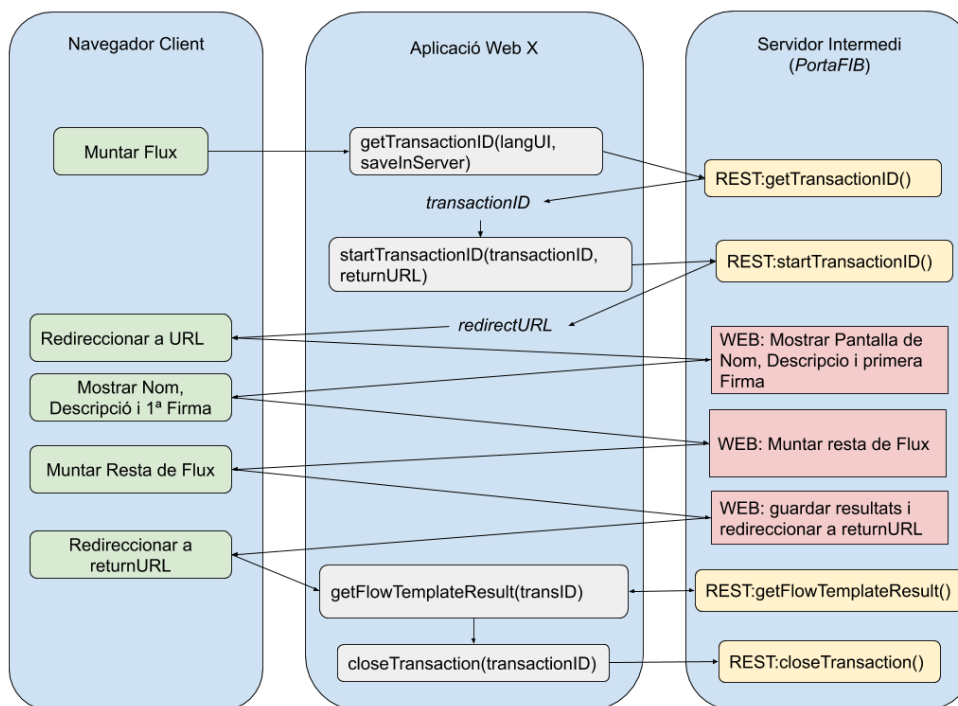 Navegador Client
Aplicació Web X
Servidor Intermedi
(PortaFIB)
Muntar Flux
getTransactionID(langUI,
saveInServer)
REST:getTransactionID()
transactionID
startTransactionID(transactionID,
returnURL)
REST:startTransactionID()
redirectURL
Redireccionar a URL
WEB: Mostrar Pantalla de
Nom, Descripcio i primera
Firma
Mostrar Nom,
Descripció i 1ª Firma
WEB: Muntar resta de Flux
Muntar Resta de Flux
WEB: guardar resultats i
redireccionar a returnURL
Redireccionar a
returnURL
getFlowTemplateResult(transID)
REST:getFlowTemplateResult()
closeTransaction(transactionID)
REST:closeTransaction()